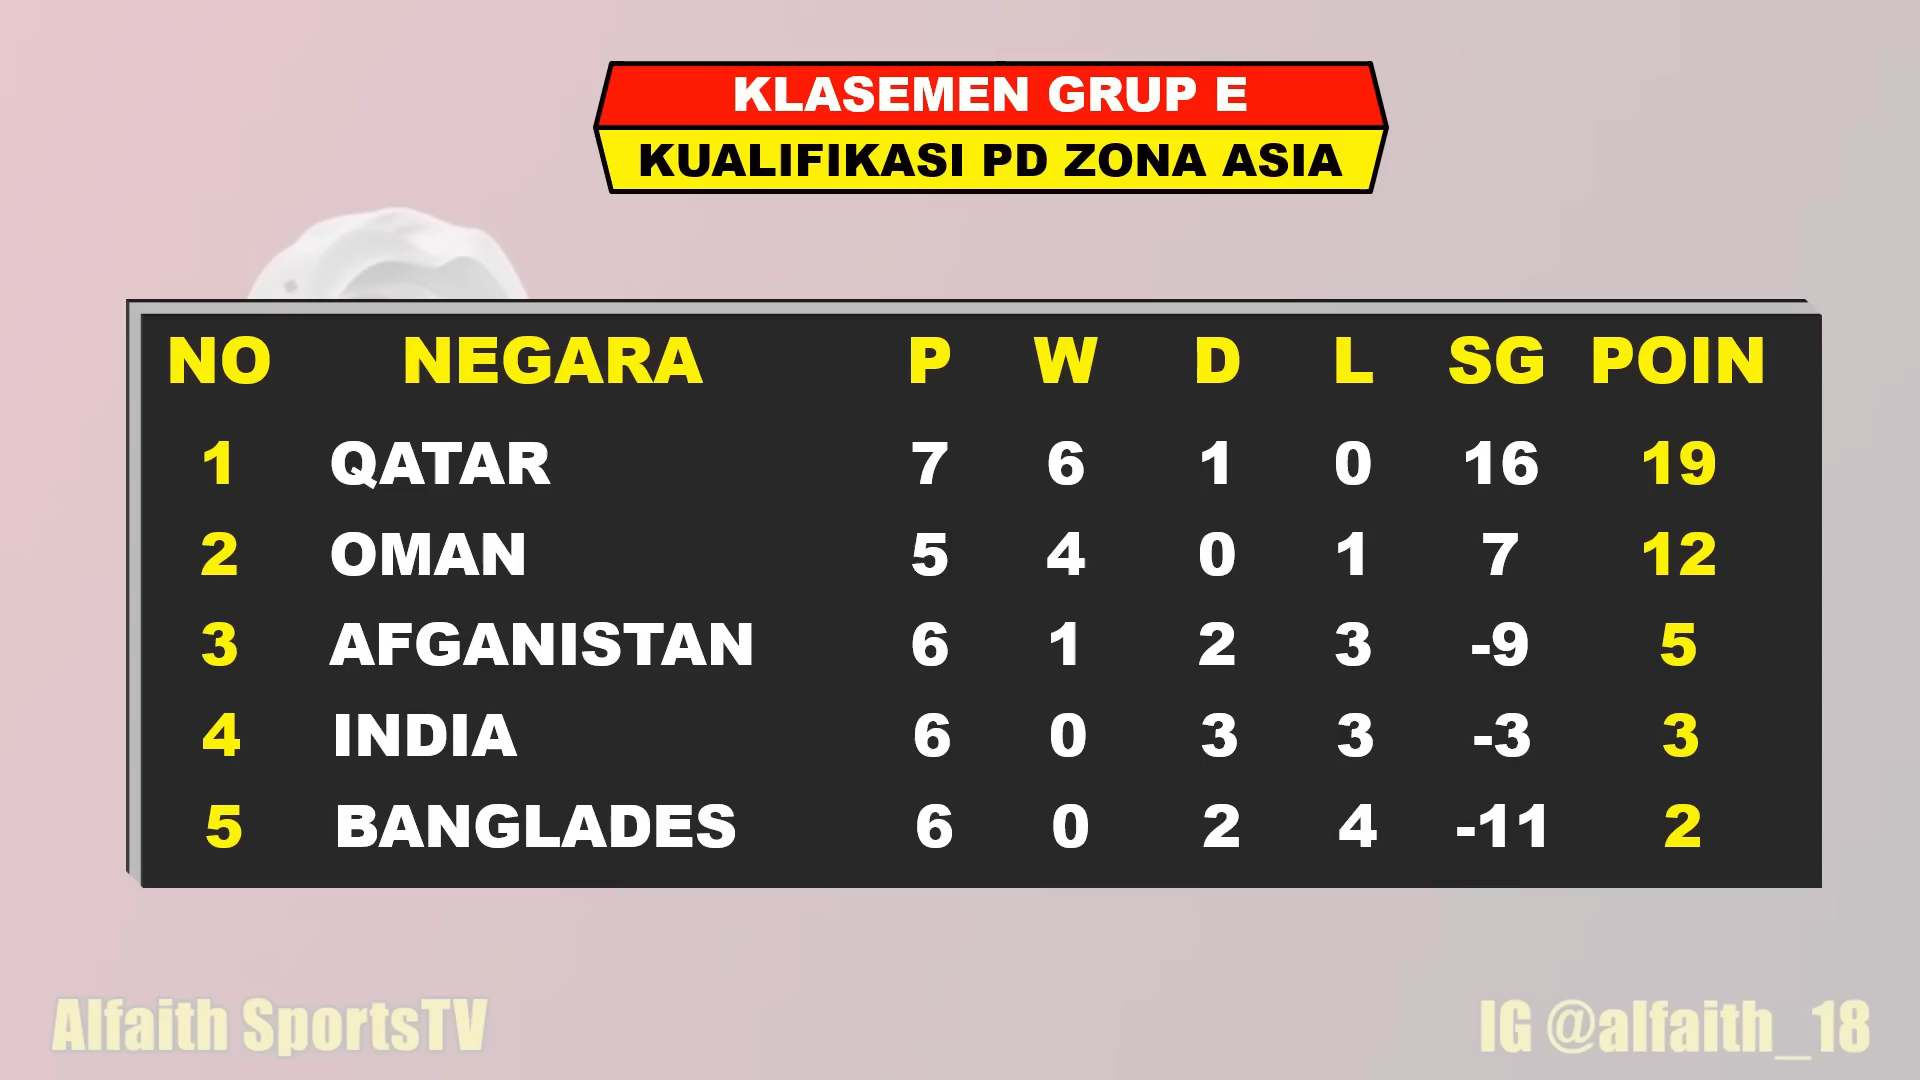 KLASEMEN GRUP E
KUALIFIKASI PD ZONA ASIA
NO NEGARA P W D L SG POIN
1 QATAR 7 6 1 0 16 19
2 OMAN 5 4 0 1 7 12
3 AFGANISTAN 6 1 2 3 -9 5
4 INDIA 6 0 3 3 -3 3
5 BANGLADES 6 0 2 4 -11 2
Alfaith SportsTV
IG @alfaith_18